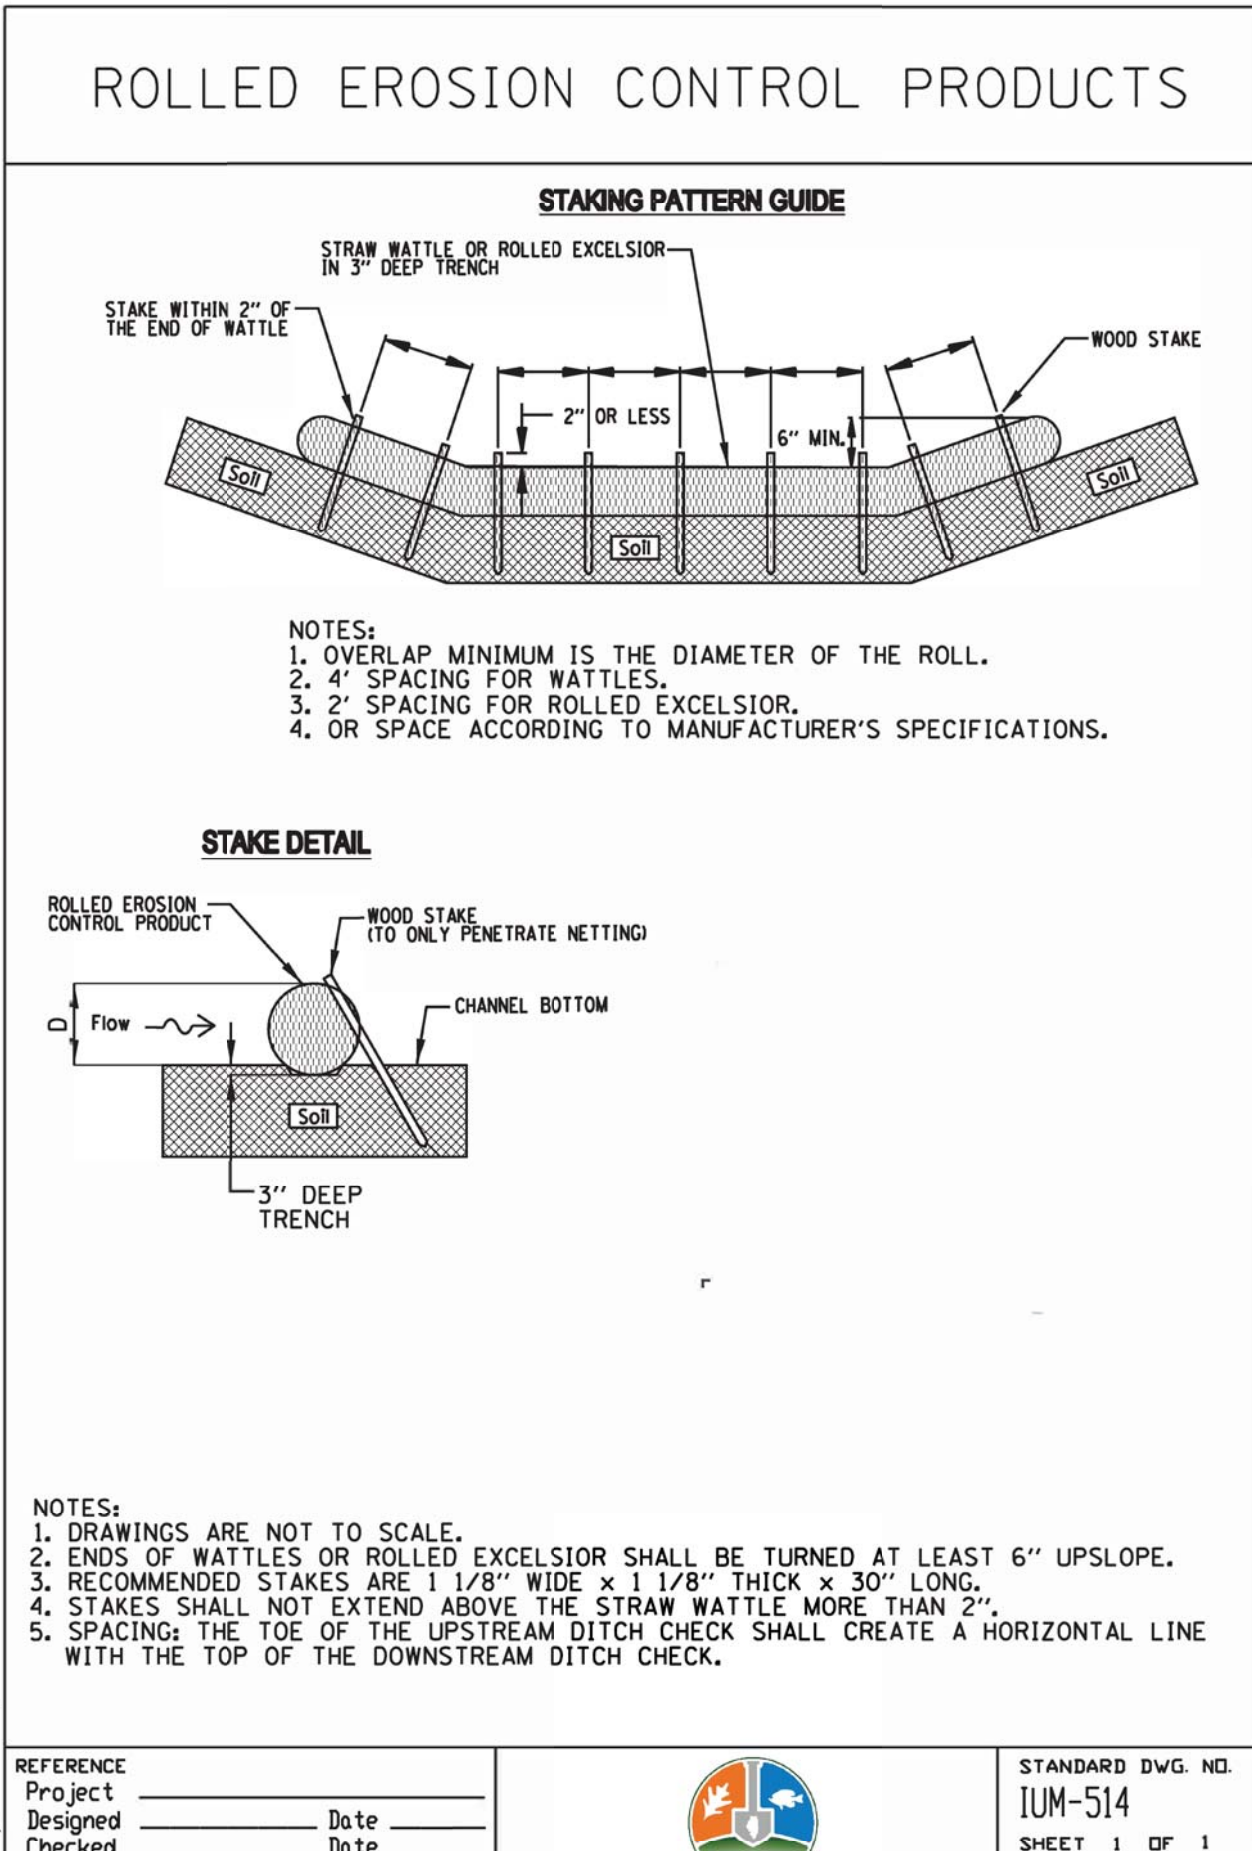 ROLLED EROSION CONTROL PRODUCTS
STAKING PATTERN GUIDE
STRAW WATTLE OR ROLLED EXCELSIOR
IN 3" DEEP TRENCH
STAKE WITHIN 2" OF
THE END OF WATTLE
WOOD STAKE
2" OR LESS
6" MIN.
Soil
Soil
Soil
NOTES:
1. OVERLAP MINIMUM IS THE DIAMETER OF THE ROLL.
2. 4' SPACING FOR WATTLES.
3. 2' SPACING FOR ROLLED EXCELSIOR.
4. OR SPACE ACCORDING TO MANUFACTURER'S SPECIFICATIONS.
STAKE DETAIL
ROLLED EROSION
CONTROL PRODUCT
WOOD STAKE
(TO ONLY PENETRATE NETTING)
D
Flow
CHANNEL BOTTOM
Soil
3" DEEP
TRENCH
NOTES:
1. DRAWINGS ARE NOT TO SCALE.
2. ENDS OF WATTLES OR ROLLED EXCELSIOR SHALL BE TURNED AT LEAST 6" UPSLOPE.
3. RECOMMENDED STAKES ARE 1 1/8" WIDE x 1 1/8" THICK x 30" LONG.
4. STAKES SHALL NOT EXTEND ABOVE THE STRAW WATTLE MORE THAN 2".
5. SPACING: THE TOE OF THE UPSTREAM DITCH CHECK SHALL CREATE A HORIZONTAL LINE
WITH THE TOP OF THE DOWNSTREAM DITCH CHECK.
REFERENCE
Project
Designed Date
Checked Date
STANDARD DWG. NO.
IUM-514
SHEET 1 OF 1